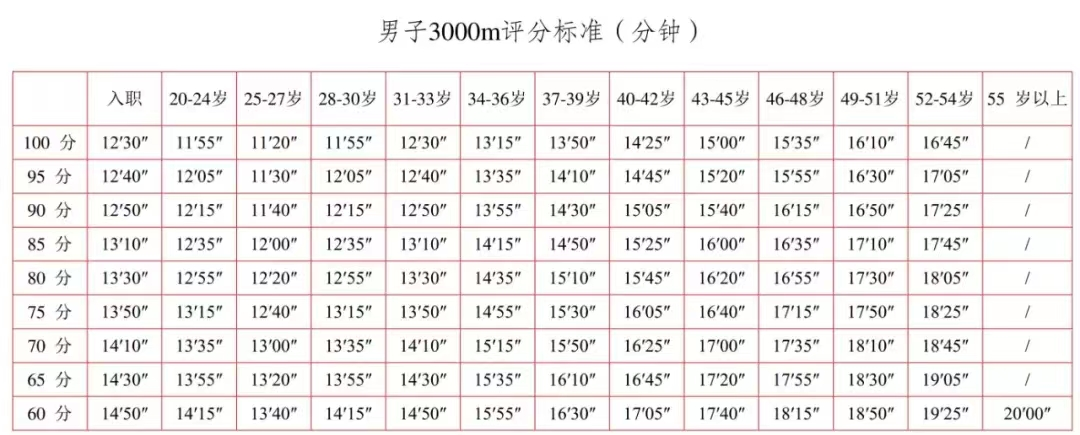 男子3000m评分标准（分钟）
入职 20-24岁 25-27岁 28-30岁 31-33岁 34-36岁 37-39岁 40-42岁 43-45岁 46-48岁 49-51岁 52-54岁 55 岁以上
100 分 12′30″ 11′55″ 11′20″ 11′55″ 12′30″ 13′15″ 13′50″ 14′25″ 15′00″ 15′35″ 16′10″ 16′45″ /
95 分 12′40″ 12′05″ 11′30″ 12′05″ 12′40″ 13′35″ 14′10″ 14′45″ 15′20″ 15′55″ 16′30″ 17′05″ /
90 分 12′50″ 12′15″ 11′40″ 12′15″ 12′50″ 13′55″ 14′30″ 15′05″ 15′40″ 16′15″ 16′50″ 17′25″ /
85 分 13′10″ 12′35″ 12′00″ 12′35″ 13′10″ 14′15″ 14′50″ 15′25″ 16′00″ 16′35″ 17′10″ 17′45″ /
80 分 13′30″ 12′55″ 12′20″ 12′55″ 13′30″ 14′35″ 15′10″ 15′45″ 16′20″ 16′55″ 17′30″ 18′05″ /
75 分 13′50″ 13′15″ 12′40″ 13′15″ 13′50″ 14′55″ 15′30″ 16′05″ 16′40″ 17′15″ 17′50″ 18′25″ /
70 分 14′10″ 13′35″ 13′00″ 13′35″ 14′10″ 15′15″ 15′50″ 16′25″ 17′00″ 17′35″ 18′10″ 18′45″ /
65 分 14′30″ 13′55″ 13′20″ 13′55″ 14′30″ 15′35″ 16′10″ 16′45″ 17′20″ 17′55″ 18′30″ 19′05″ /
60 分 14′50″ 14′15″ 13′40″ 14′15″ 14′50″ 15′55″ 16′30″ 17′05″ 17′40″ 18′15″ 18′50″ 19′25″ 20′00″